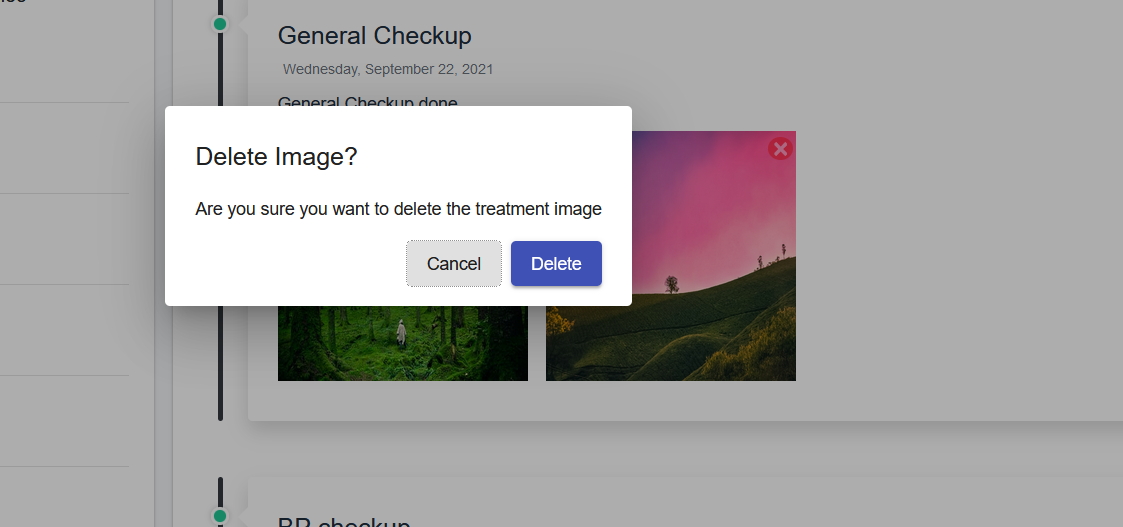 General Checkup
Wednesday, September 22, 2021
General Checkup done
Delete Image?
Are you sure you want to delete the treatment image
Cancel
Delete
BP checkup